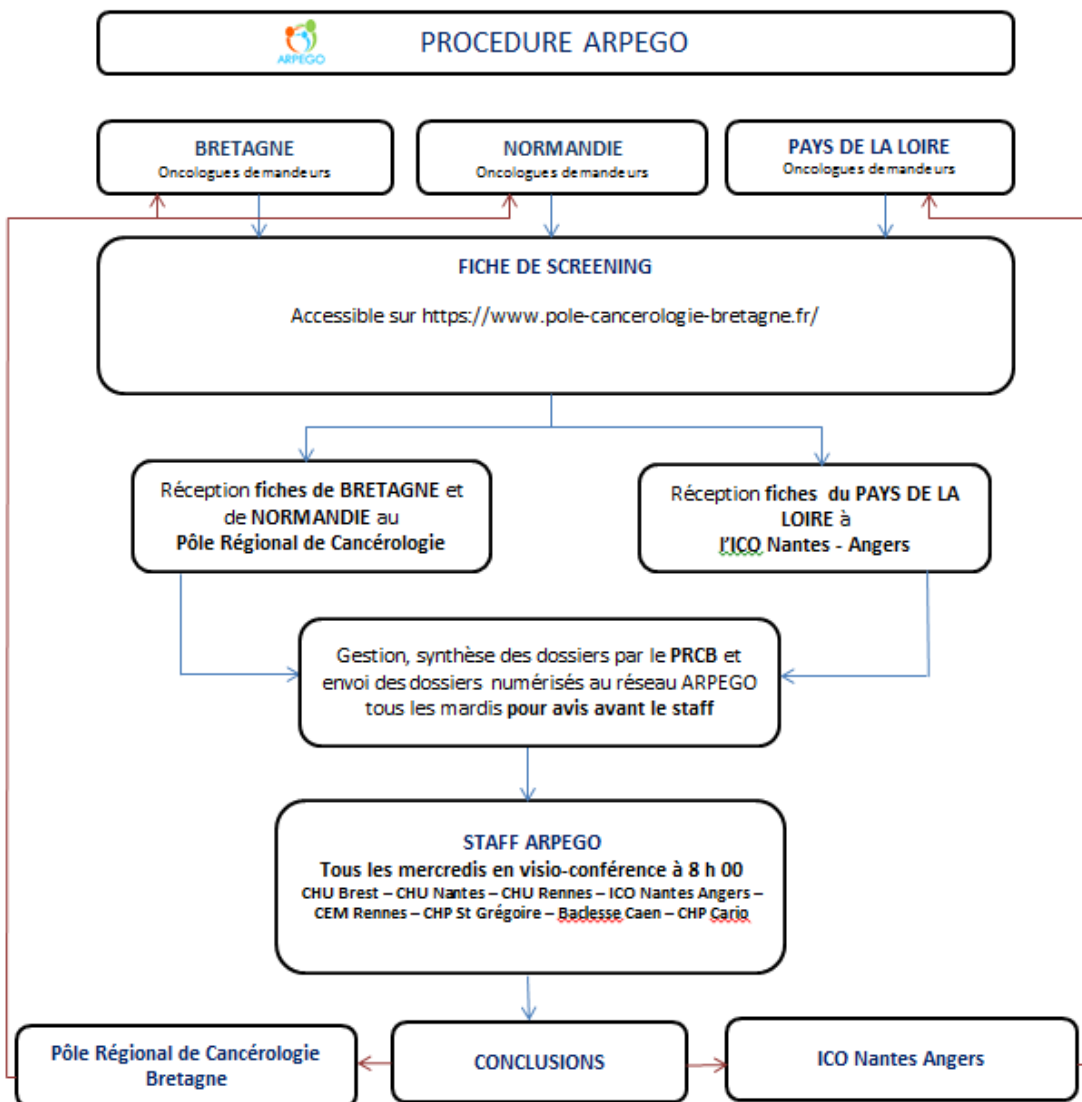 ARPEGO
PROCEDURE ARPEGO
BRETAGNE
Oncologues demandeurs
NORMANDIE
Oncologues demandeurs
PAYS DE LA LOIRE
Oncologues demandeurs
FICHE DE SCREENING
Accessible sur https://www.pole-cancerologie-bretagne.fr/
Réception fiches de BRETAGNE et
de NORMANDIE au
Pôle Régional de Cancérologie
Réception fiches du PAYS DE LA
LOIRE à
l'ICO Nantes - Angers
Gestion, synthèse des dossiers par le PRCB et
envoi des dossiers numérisés au réseau ARPEGO
tous les mardis pour avis avant le staff
STAFF ARPEGO
Tous les mercredis en visio-conférence à 8 h 00
CHU Brest – CHU Nantes – CHU Rennes – ICO Nantes Angers –
CEM Rennes – CHP St Grégoire – Baclesse Caen – CHP Cario
Pôle Régional de Cancérologie
Bretagne
CONCLUSIONS
ICO Nantes Angers